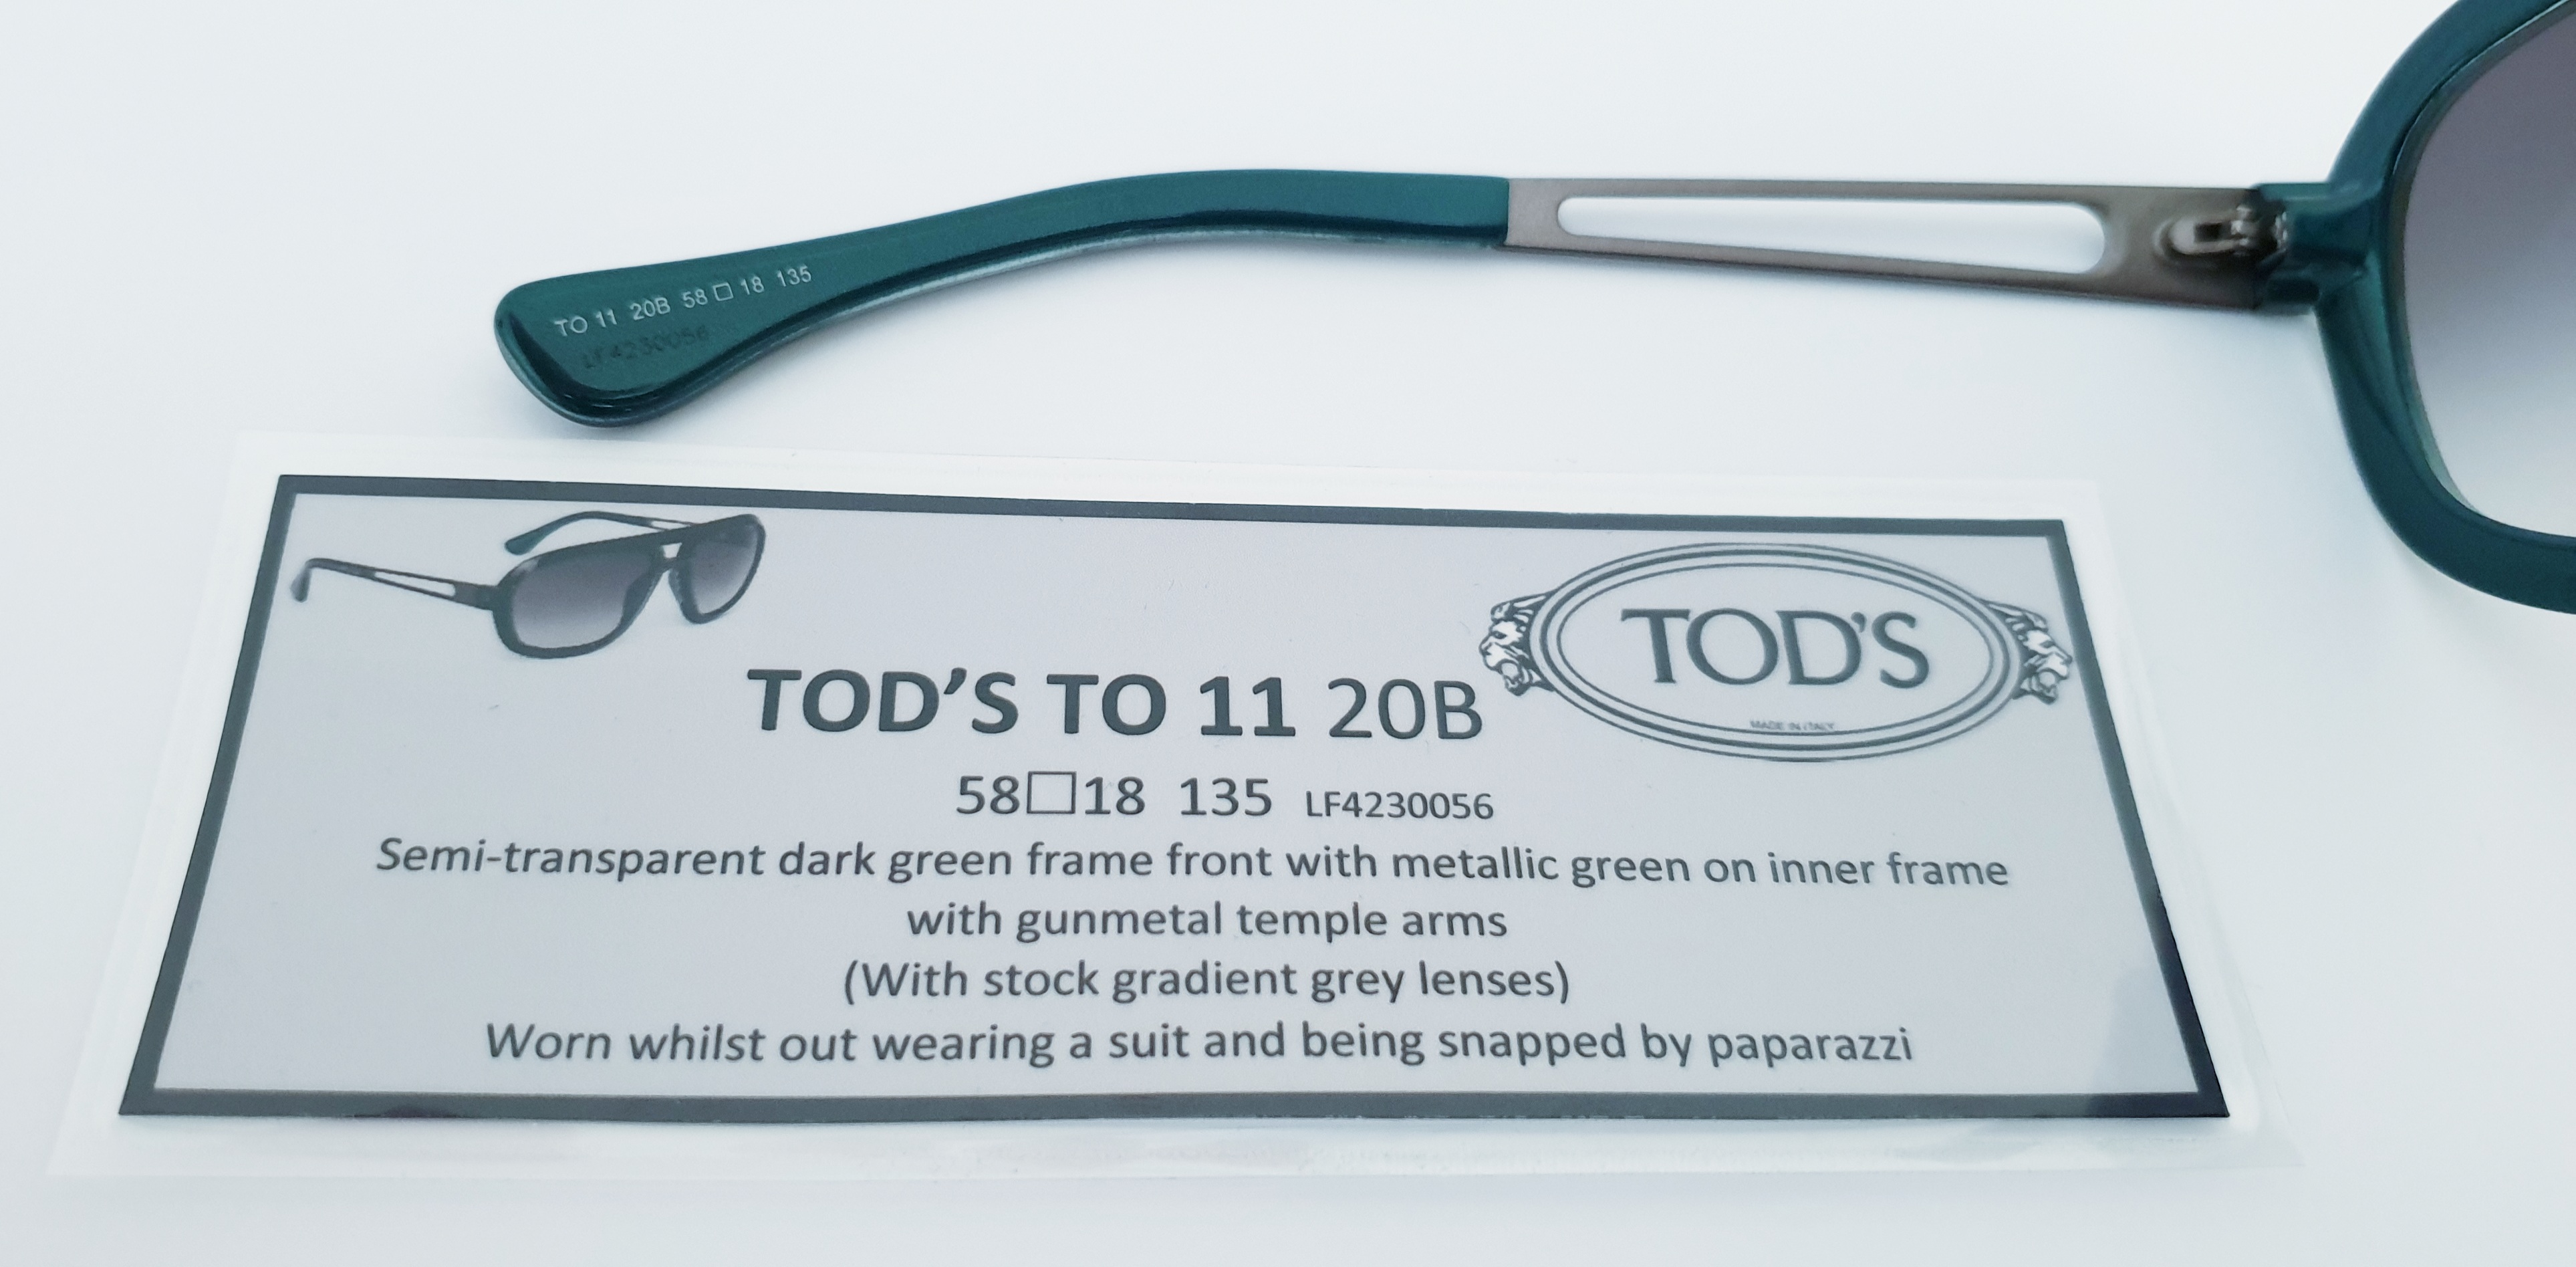 TO 11 20B 58□18 135
LF4230056
TOD'S
MADE IN ITALY
TOD'S TO 11 20B
58□18 135 LF4230056
Semi-transparent dark green frame front with metallic green on inner frame
with gunmetal temple arms
(With stock gradient grey lenses)
Worn whilst out wearing a suit and being snapped by paparazzi